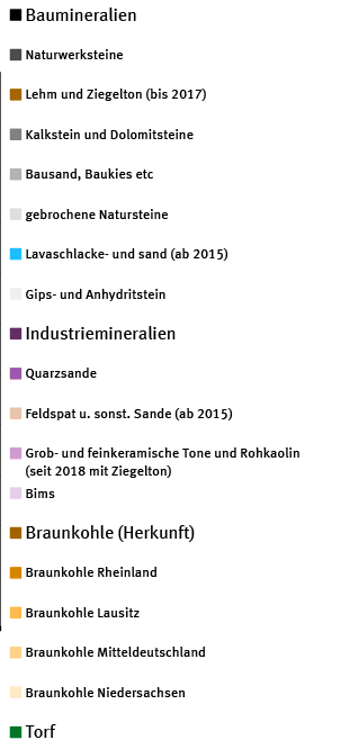 Baumineralien
Naturwerksteine
Lehm und Ziegelton (bis 2017)
Kalkstein und Dolomitsteine
Bausand, Baukies etc
gebrochene Natursteine
Lavaschlacke- und sand (ab 2015)
Gips- und Anhydritstein
Industriemineralien
Quarzsande
Feldspat u. sonst. Sande (ab 2015)
Grob- und feinkeramische Tone und Rohkaolin
(seit 2018 mit Ziegelton)
Bims
Braunkohle (Herkunft)
Braunkohle Rheinland
Braunkohle Lausitz
Braunkohle Mitteldeutschland
Braunkohle Niedersachsen
Torf